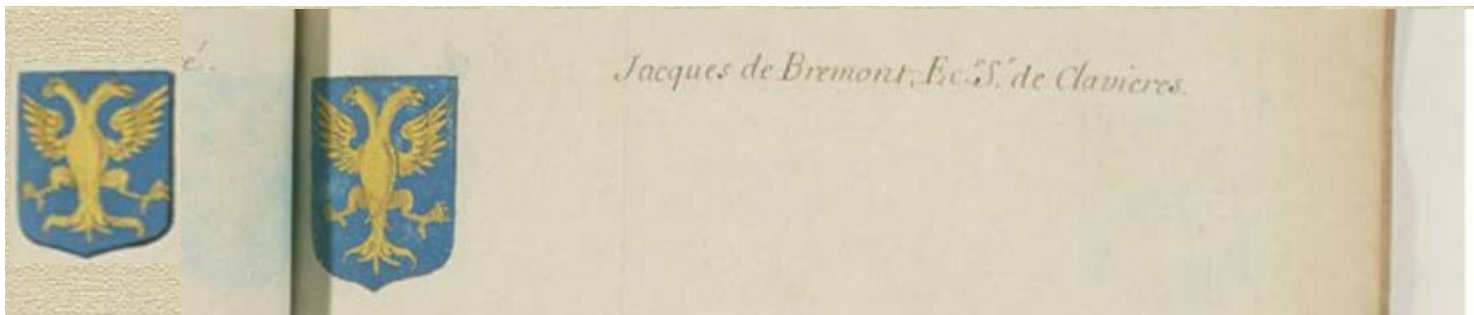 é.
Jacques de Bremont, Ec.r S.r de Clavieres.